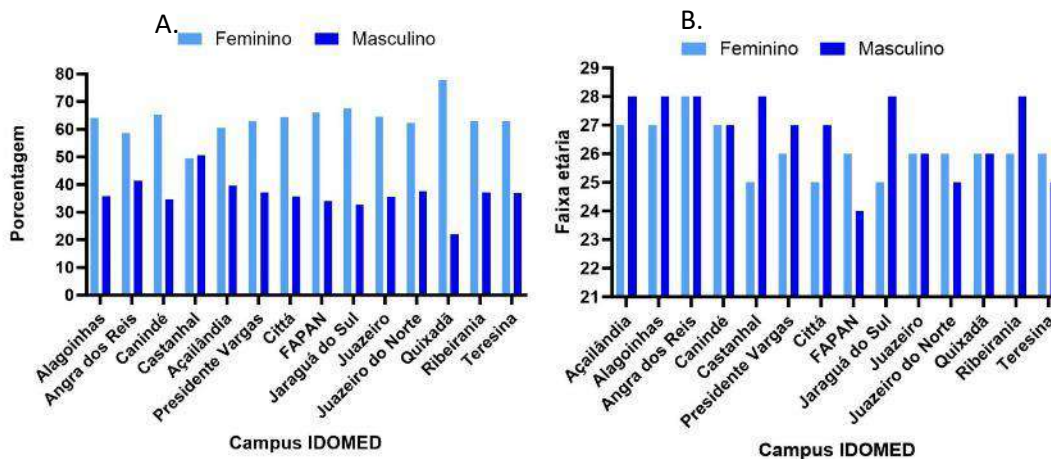 A.
Feminino Masculino
Porcentagem
80
70
60
50
40
30
20
10
0
Alagoinhas
Angra dos Reis
Canindé
Castanhal
Açailândia
Presidente Vargas
Città
FAPAN
Jaraguá do Sul
Juazeiro
Juazeiro do Norte
Quixadá
Ribeirania
Teresina
Campus IDOMED
B.
Feminino Masculino
Faixa etária
29
28
27
26
25
24
23
22
21
Açailândia
Alagoinhas
Angra dos Reis
Canindé
Castanhal
Presidente Vargas
Città
FAPAN
Jaraguá do Sul
Juazeiro
Juazeiro do Norte
Quixadá
Ribeirania
Teresina
Campus IDOMED